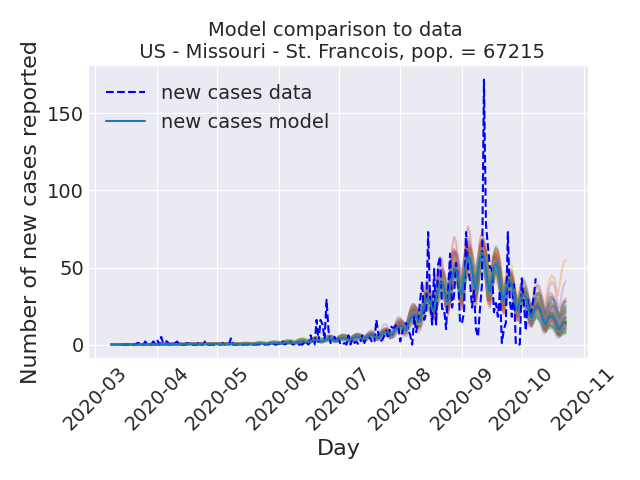 Model comparison to data
US - Missouri - St. Francois, pop. = 67215
Number of new cases reported
new cases data
new cases model
150
100
50
0
2020-03
2020-04
2020-05
2020-06
2020-07
2020-08
2020-09
2020-10
2020-11
Day